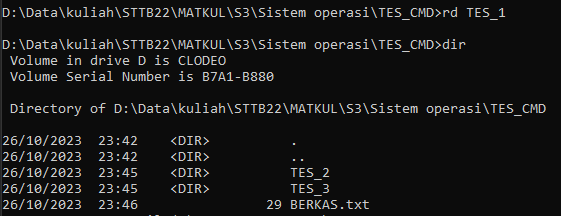 D:\Data\kuliah\STTB22\MATKUL\S3\Sistem operasi\TES_CMD>rd TES_1
D:\Data\kuliah\STTB22\MATKUL\S3\Sistem operasi\TES_CMD>dir
Volume in drive D is CLODEO
Volume Serial Number is B7A1-B880
Directory of D:\Data\kuliah\STTB22\MATKUL\S3\Sistem operasi\TES_CMD
26/10/2023  23:42    <DIR>          .
26/10/2023  23:42    <DIR>          ..
26/10/2023  23:45    <DIR>          TES_2
26/10/2023  23:45    <DIR>          TES_3
26/10/2023  23:46                29 BERKAS.txt